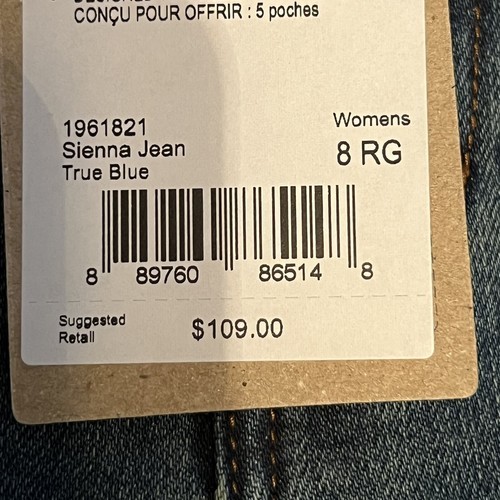 CONÇU POUR OFFRIR : 5 poches
1961821
Sienna Jean
True Blue
Womens
8 RG
8 89760 86514 8
Suggested
Retail
$109.00